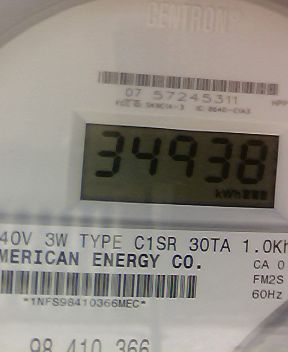 CENTRON®
07 57245311
34938
kWh
40V 3W TYPE C1SR 30TA 1.0Kh
MERICAN ENERGY CO.
CA 0
FM2S
60Hz
*1NFS98410366MEC*
98 410 366